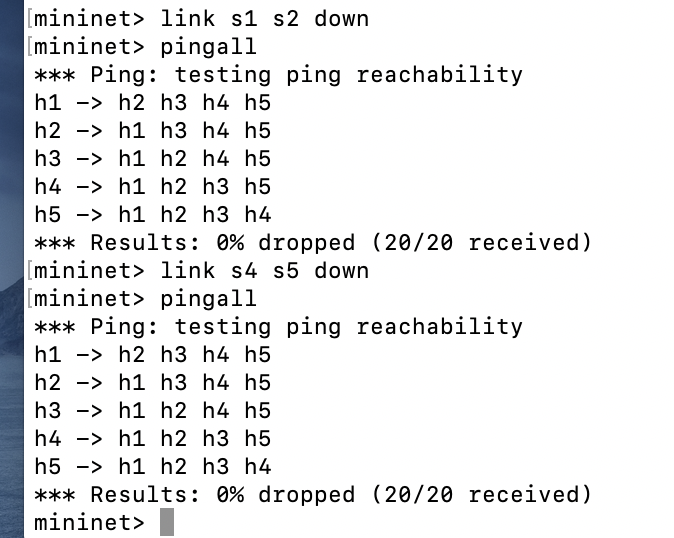 mininet> link s1 s2 down
mininet> pingall
*** Ping: testing ping reachability
h1 -> h2 h3 h4 h5
h2 -> h1 h3 h4 h5
h3 -> h1 h2 h4 h5
h4 -> h1 h2 h3 h5
h5 -> h1 h2 h3 h4
*** Results: 0% dropped (20/20 received)
mininet> link s4 s5 down
mininet> pingall
*** Ping: testing ping reachability
h1 -> h2 h3 h4 h5
h2 -> h1 h3 h4 h5
h3 -> h1 h2 h4 h5
h4 -> h1 h2 h3 h5
h5 -> h1 h2 h3 h4
*** Results: 0% dropped (20/20 received)
mininet>